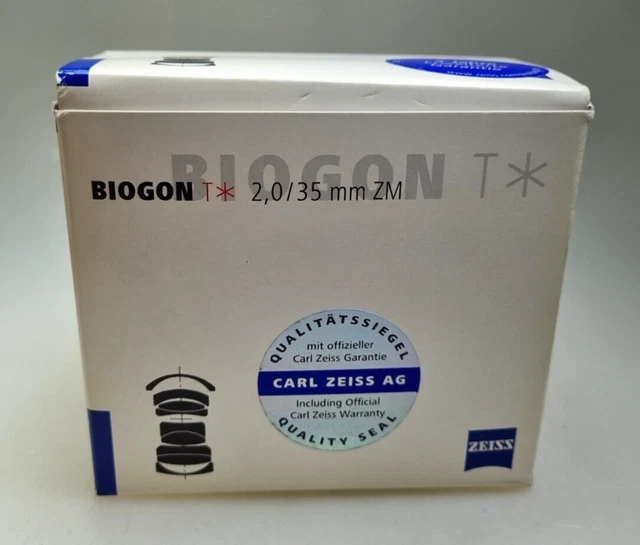 BIOGON T*
BIOGON T* 2,0/35 mm ZM
QUALITÄTSSIEGEL
mit offizieller
Carl Zeiss Garantie
CARL ZEISS AG
Including Official
Carl Zeiss Warranty
QUALITY SEAL
ZEISS